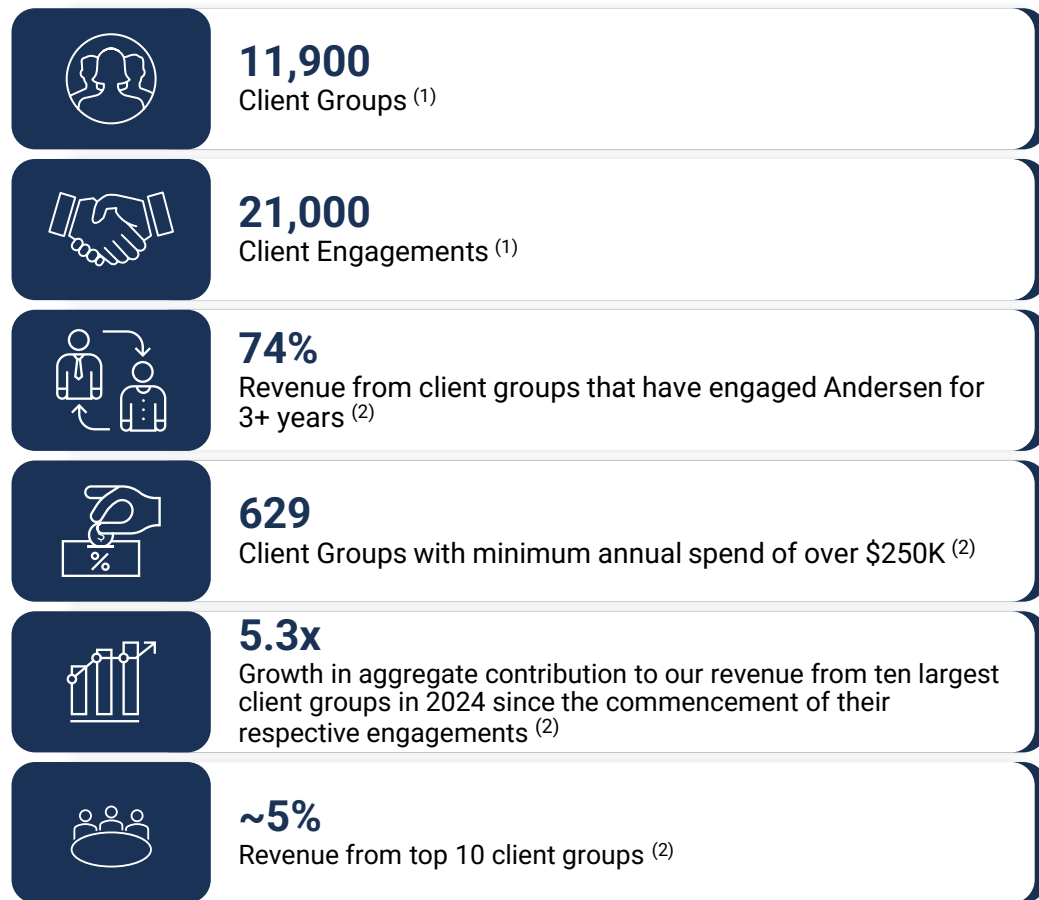 11,900
Client Groups (1)
21,000
Client Engagements (1)
74%
Revenue from client groups that have engaged Andersen for
3+ years (2)
629
Client Groups with minimum annual spend of over $250K (2)
$
%
5.3x
Growth in aggregate contribution to our revenue from ten largest
client groups in 2024 since the commencement of their
respective engagements (2)
~5%
Revenue from top 10 client groups (2)